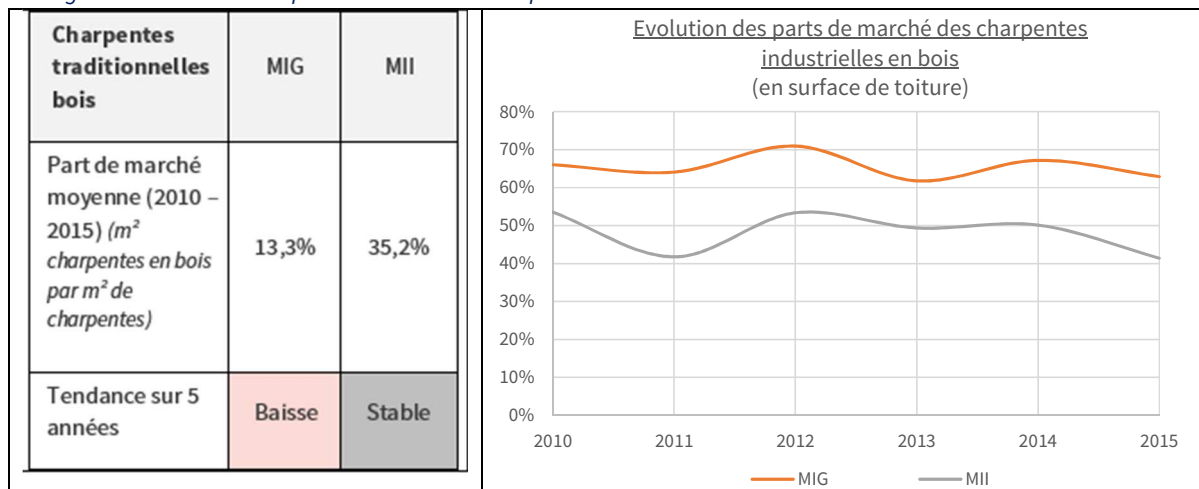 Charpentes
traditionnelles
bois
MIG
MII
Part de marché
moyenne (2010 –
2015) (m²
charpentes en bois
par m² de
charpentes)
13,3%
35,2%
Tendance sur 5
années
Baisse
Stable
Evolution des parts de marché des charpentes
industrielles en bois
(en surface de toiture)
80%
70%
60%
50%
40%
30%
20%
10%
0%
2010 2011 2012 2013 2014 2015
MIG MII